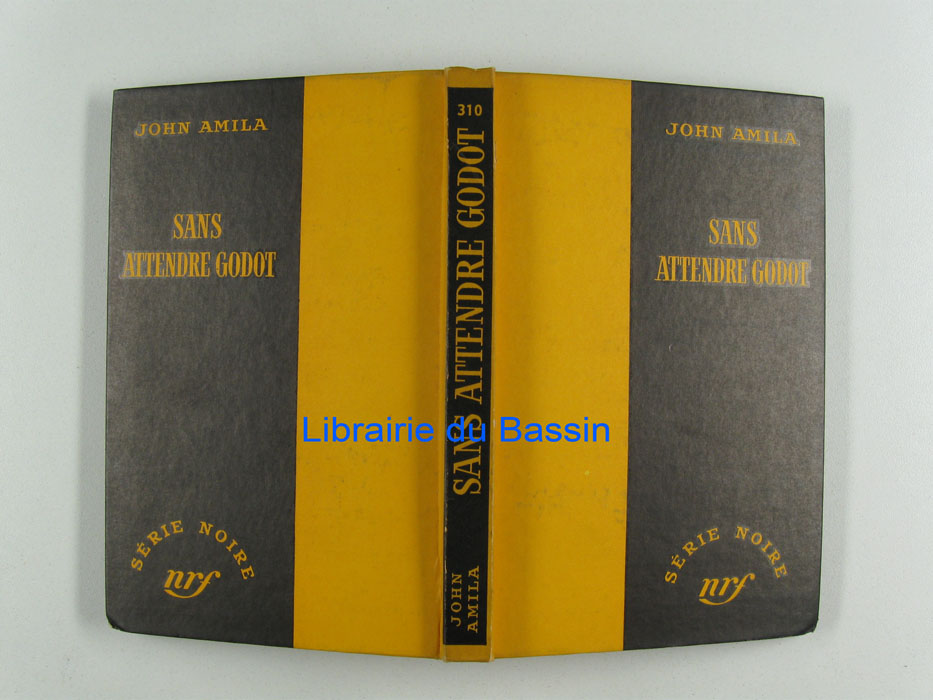 JOHN AMILA
SANS
ATTENDRE GODOT
SÉRIE NOIRE
nrf
310
SANS ATTENDRE GODOT
JOHN
AMILA
JOHN AMILA
SANS
ATTENDRE GODOT
SÉRIE NOIRE
nrf
Librairie du Bassin